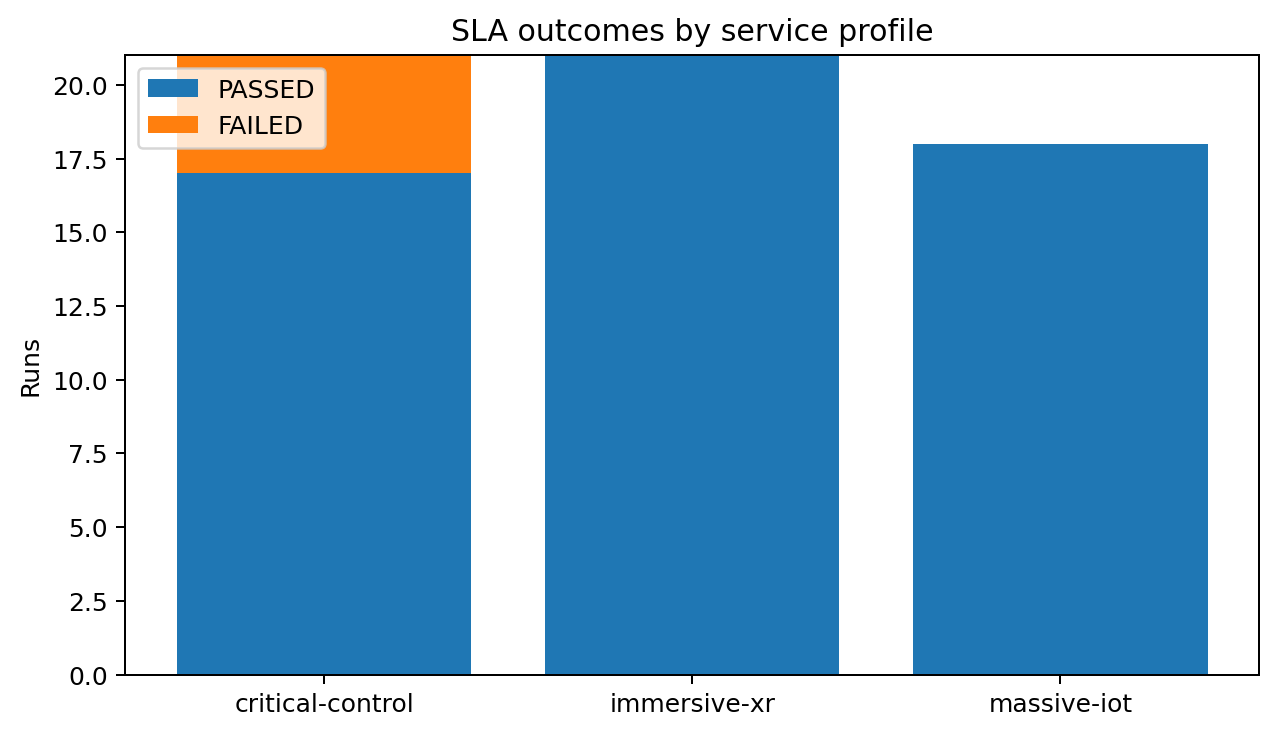 SLA outcomes by service profile
PASSED
FAILED
Runs
20.0
17.5
15.0
12.5
10.0
7.5
5.0
2.5
0.0
critical-control immersive-xr massive-iot